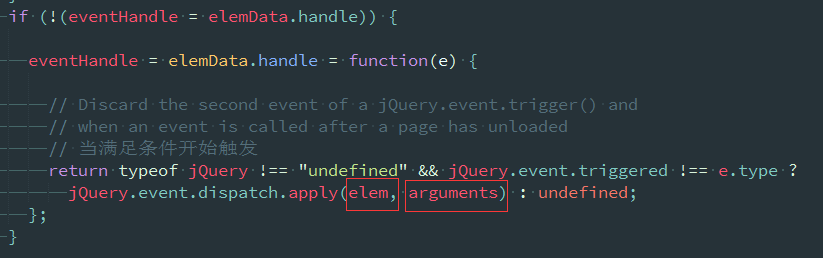 if (!(eventHandle = elemData.handle)) {
eventHandle = elemData.handle = function(e) {
// Discard the second event of a jQuery.event.trigger() and
// when an event is called after a page has unloaded
// 当满足条件开始触发
return typeof jQuery !== "undefined" && jQuery.event.triggered !== e.type ?
jQuery.event.dispatch.apply(elem, arguments) : undefined;
};
}